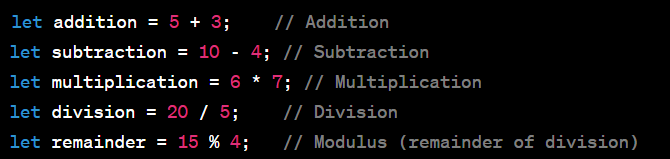 let addition = 5 + 3;    // Addition
let subtraction = 10 - 4; // Subtraction
let multiplication = 6 * 7; // Multiplication
let division = 20 / 5;    // Division
let remainder = 15 % 4;   // Modulus (remainder of division)